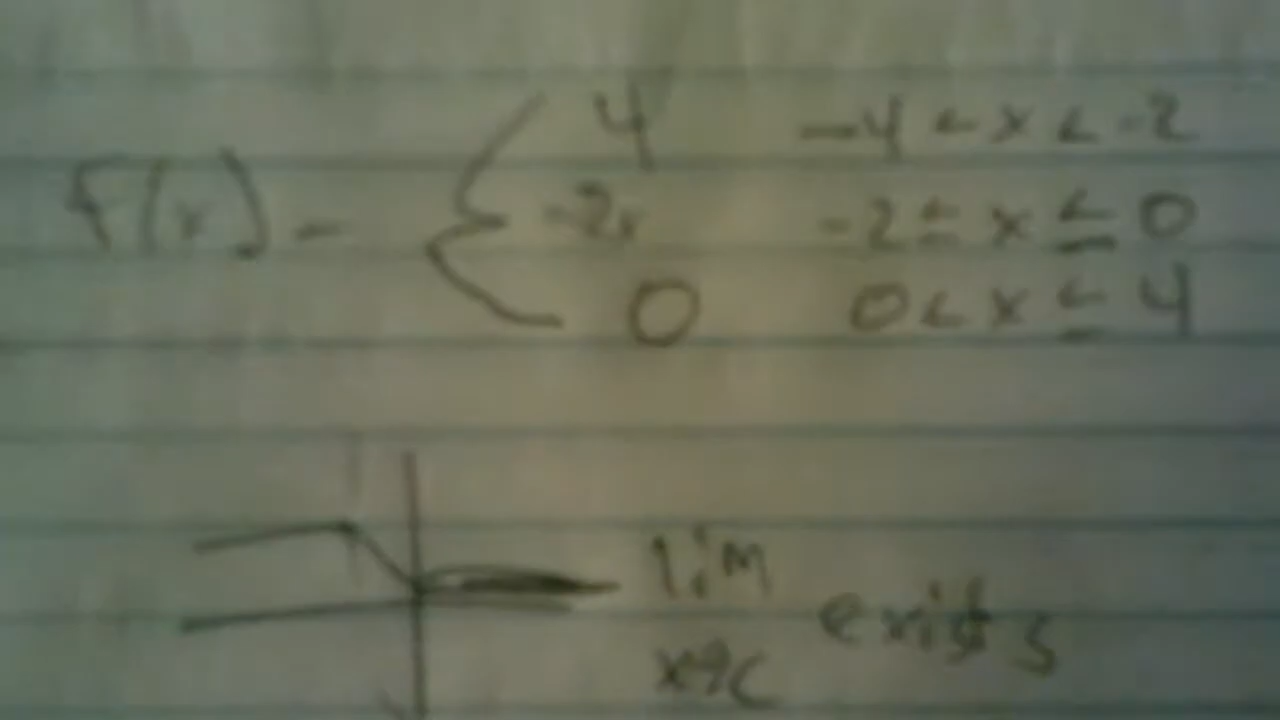 4 -4 < x < -2
f(x) = { -2x -2 ≤ x ≤ 0
0 0 < x ≤ 4
lim exists
x→c